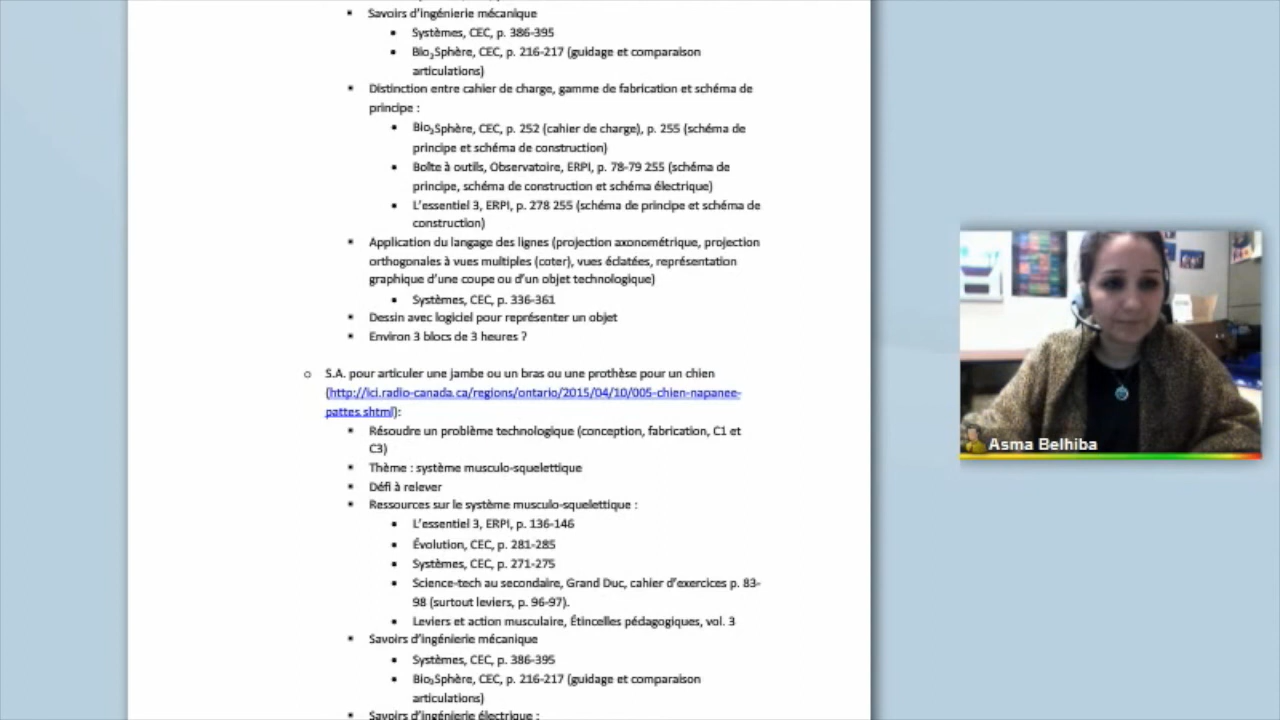 ▪ Savoirs d'ingénierie mécanique
• Systèmes, CEC, p. 386-395
• Bio₂Sphère, CEC, p. 216-217 (guidage et comparaison
articulations)
▪ Distinction entre cahier de charge, gamme de fabrication et schéma de
principe :
• Bio₃Sphère, CEC, p. 252 (cahier de charge), p. 255 (schéma de
principe et schéma de construction)
• Boîte à outils, Observatoire, ERPI, p. 78-79 255 (schéma de
principe, schéma de construction et schéma électrique)
• L'essentiel 3, ERPI, p. 278 255 (schéma de principe et schéma de
construction)
▪ Application du langage des lignes (projection axonométrique, projection
orthogonales à vues multiples (coter), vues éclatées, représentation
graphique d'une coupe ou d'un objet technologique)
• Systèmes, CEC, p. 336-361
▪ Dessin avec logiciel pour représenter un objet
▪ Environ 3 blocs de 3 heures ?
o S.A. pour articuler une jambe ou un bras ou une prothèse pour un chien
(http://ici.radio-canada.ca/regions/ontario/2015/04/10/005-chien-napanee-
pattes.shtml):
▪ Résoudre un problème technologique (conception, fabrication, C1 et
C3)
▪ Thème : système musculo-squelettique
▪ Défi à relever
▪ Ressources sur le système musculo-squelettique :
• L'essentiel 3, ERPI, p. 136-146
• Évolution, CEC, p. 281-285
• Systèmes, CEC, p. 271-275
• Science-tech au secondaire, Grand Duc, cahier d'exercices p. 83-
98 (surtout leviers, p. 96-97).
• Leviers et action musculaire, Étincelles pédagogiques, vol. 3
▪ Savoirs d'ingénierie mécanique
• Systèmes, CEC, p. 386-395
• Bio₃Sphère, CEC, p. 216-217 (guidage et comparaison
articulations)
▪ Savoirs d'ingénierie électrique :
Asma Belhiba